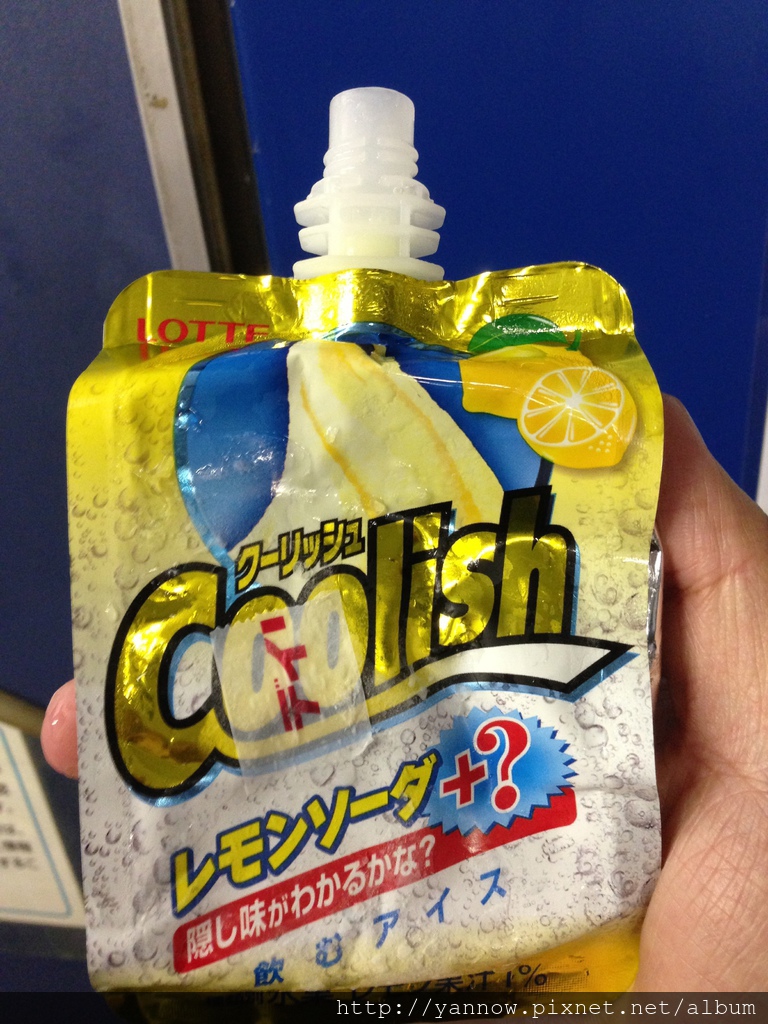 LOTTE
クーリッシュ
Coolish
レモンソーダ+?
隠し味がわかるかな?
飲むアイス
http://yannow.pixnet.net/album